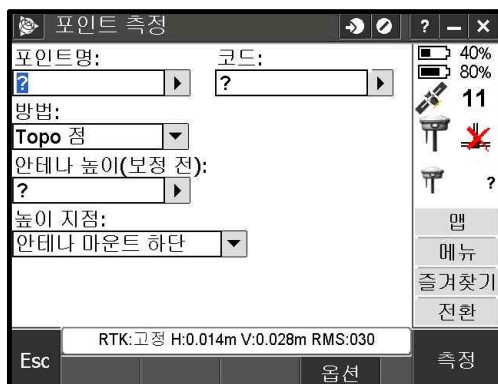 포인트 측정
? – ×
포인트명:
코드:
?
?
방법:
Topo 점
안테나 높이(보정 전):
?
높이 지점:
안테나 마운트 하단
40%
80%
11
?
맵
메뉴
즐겨찾기
전환
RTK:고정 H:0.014m V:0.028m RMS:030
Esc
옵션
측정